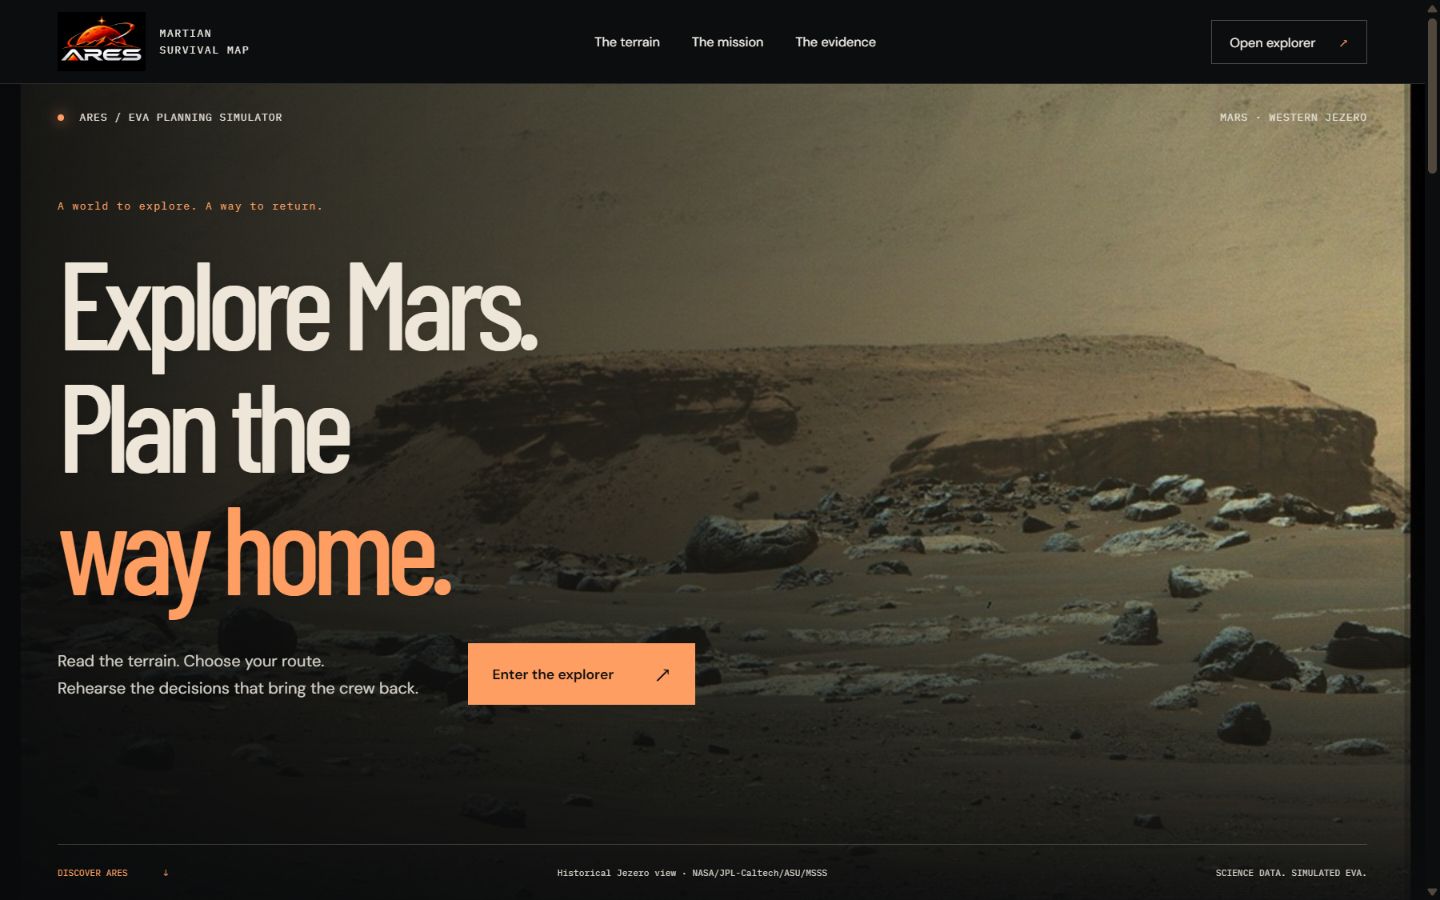 ARES
MARTIAN
SURVIVAL MAP
The terrain
The mission
The evidence
Open explorer ↗
ARES / EVA PLANNING SIMULATOR
MARS · WESTERN JEZERO
A world to explore. A way to return.
Explore Mars.
Plan the
way home.
Read the terrain. Choose your route.
Rehearse the decisions that bring the crew back.
Enter the explorer ↗
DISCOVER ARES ↓
Historical Jezero view · NASA/JPL-Caltech/ASU/MSSS
SCIENCE DATA. SIMULATED EVA.